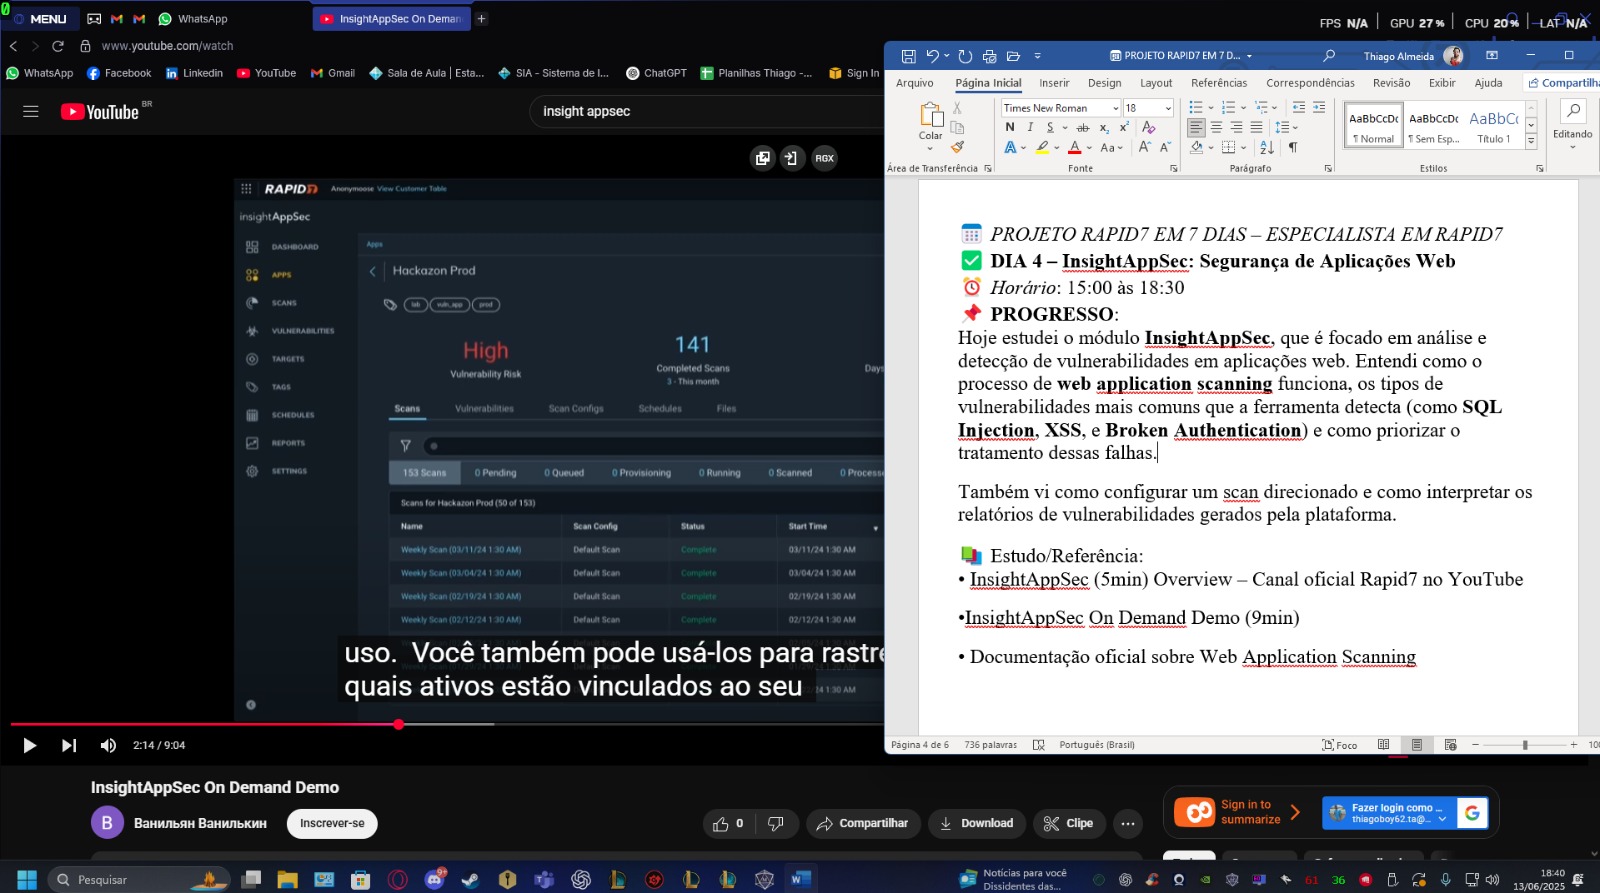 0
MENU
WhatsApp
InsightAppSec On Deman
FPS N/A GPU 27 % CPU 20 % LAT N/A
www.youtube.com/watch
WhatsApp Facebook Linkedin YouTube Gmail Sala de Aula | Esta... SIA - Sistema de I... ChatGPT Planilhas Thiago -... Sign In
YouTube BR
insight appsec
RGX
RAPID7 Anonymoose View Customer Table
insightAppSec
DASHBOARD
APPS
SCANS
VULNERABILITIES
TARGETS
TAGS
SCHEDULES
REPORTS
SETTINGS
Apps
Hackazon Prod
lab vuln_app prod
High
Vulnerability Risk
141
Completed Scans
3 - This month
Days
Scans Vulnerabilities Scan Configs Schedules Files
153 Scans 0 Pending 0 Queued 0 Provisioning 0 Running 0 Scanned 0 Processe
Scans for Hackazon Prod (50 of 153)
Name Scan Config Status Start Time
Weekly Scan (03/11/24 1:30 AM) Default Scan Complete 03/11/24 1:30 AM
Weekly Scan (03/04/24 1:30 AM) Default Scan Complete 03/04/24 1:30 AM
Weekly Scan (02/19/24 1:30 AM) Default Scan Complete 02/19/24 1:30 AM
Weekly Scan (02/12/24 1:30 AM) Default Scan Complete 02/12/24 1:30 AM
uso. Você também pode usá-los para rastre
quais ativos estão vinculados ao seu
2:14 / 9:04
InsightAppSec On Demand Demo
B
Ванильян Ванилькин
Inscrever-se
0
Compartilhar
Download
Clipe
Sign in to
summarize
Fazer login como ...
thiagoboy62.ta@...
PROJETO RAPID7 EM 7 D...
Thiago Almeida
Arquivo Página Inicial Inserir Design Layout Referências Correspondências Revisão Exibir Ajuda Compartilha
Colar
Times New Roman 18
N I S ab x₂ x²
Aa
AaBbCcDc AaBbCcDc AaBbCc
¶ Normal ¶ Sem Esp... Título 1
Editando
Área de Transferência Fonte Parágrafo Estilos
PROJETO RAPID7 EM 7 DIAS – ESPECIALISTA EM RAPID7
DIA 4 – InsightAppSec: Segurança de Aplicações Web
Horário: 15:00 às 18:30
PROGRESSO:
Hoje estudei o módulo InsightAppSec, que é focado em análise e
detecção de vulnerabilidades em aplicações web. Entendi como o
processo de web application scanning funciona, os tipos de
vulnerabilidades mais comuns que a ferramenta detecta (como SQL
Injection, XSS, e Broken Authentication) e como priorizar o
tratamento dessas falhas.
Também vi como configurar um scan direcionado e como interpretar os
relatórios de vulnerabilidades gerados pela plataforma.
Estudo/Referência:
• InsightAppSec (5min) Overview – Canal oficial Rapid7 no YouTube
•InsightAppSec On Demand Demo (9min)
• Documentação oficial sobre Web Application Scanning
Página 4 de 6 736 palavras Português (Brasil)
Foco
100
Pesquisar
Notícias para você
Dissidentes das...
61 36
18:40
13/06/2025